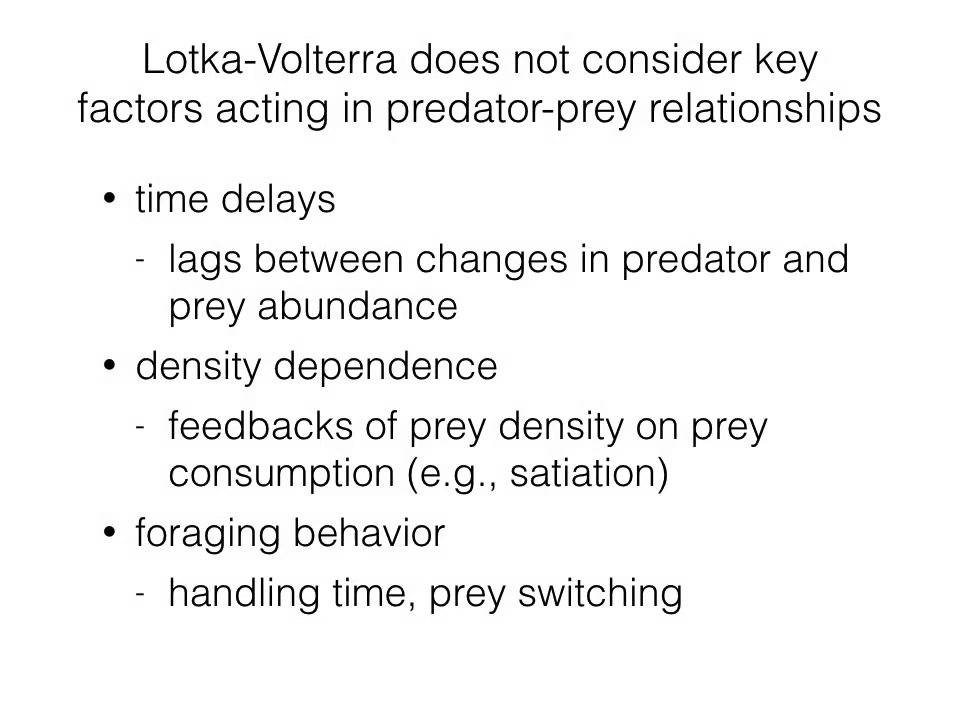 Lotka-Volterra does not consider key
factors acting in predator-prey relationships
• time delays
- lags between changes in predator and
prey abundance
• density dependence
- feedbacks of prey density on prey
consumption (e.g., satiation)
• foraging behavior
- handling time, prey switching